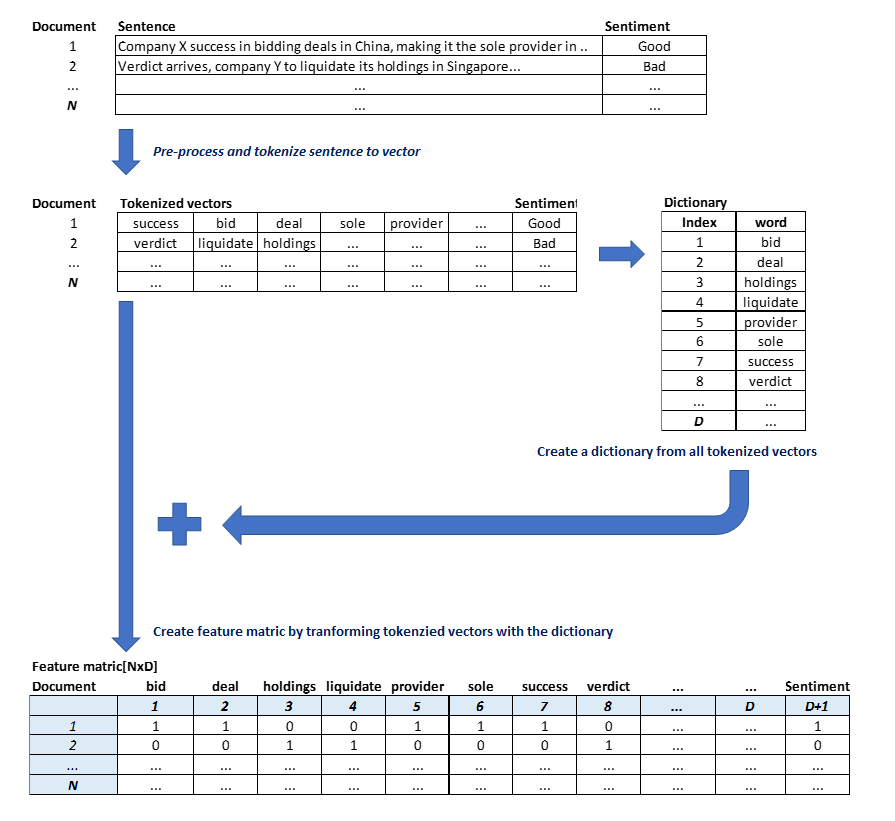 Document Sentence Sentiment
1 Company X success in bidding deals in China, making it the sole provider in .. Good
2 Verdict arrives, company Y to liquidate its holdings in Singapore... Bad
... ... ...
N ... ...
Pre-process and tokenize sentence to vector
Document Tokenized vectors Sentiment
1 success bid deal sole provider ... Good
2 verdict liquidate holdings ... ... ... Bad
... ... ... ... ... ... ... ...
N ... ... ... ... ... ... ...
Dictionary
Index word
1 bid
2 deal
3 holdings
4 liquidate
5 provider
6 sole
7 success
8 verdict
... ...
D ...
Create a dictionary from all tokenized vectors
Create feature matric by tranforming tokenzied vectors with the dictionary
Feature matric[NxD]
Document bid deal holdings liquidate provider sole success verdict ... ... Sentiment
1 2 3 4 5 6 7 8 ... D D+1
1 1 1 0 0 1 1 1 0 ... ... 1
2 0 0 1 1 0 0 0 1 ... ... 0
... ... ... ... ... ... ... ... ... ... ... ...
N ... ... ... ... ... ... ... ... ... ... ...